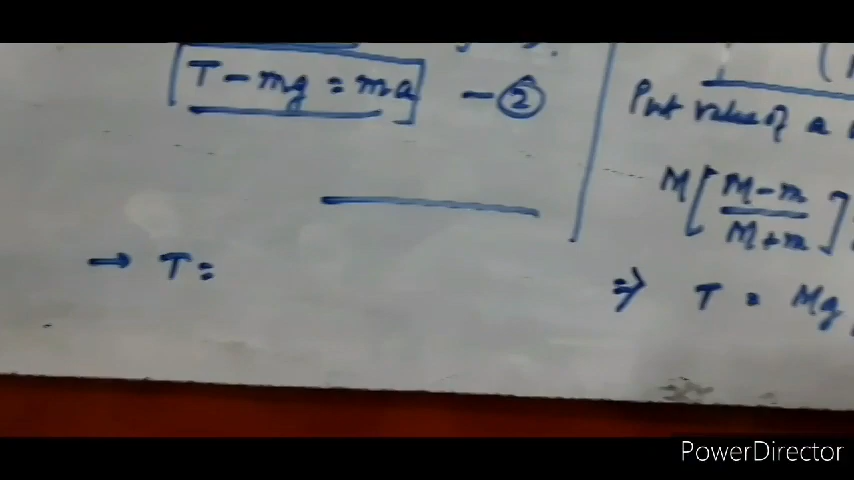 T - mg = ma - ②
→ T =
Put value of a
M[M-m/M+m]
⇒ T = Mg
PowerDirector